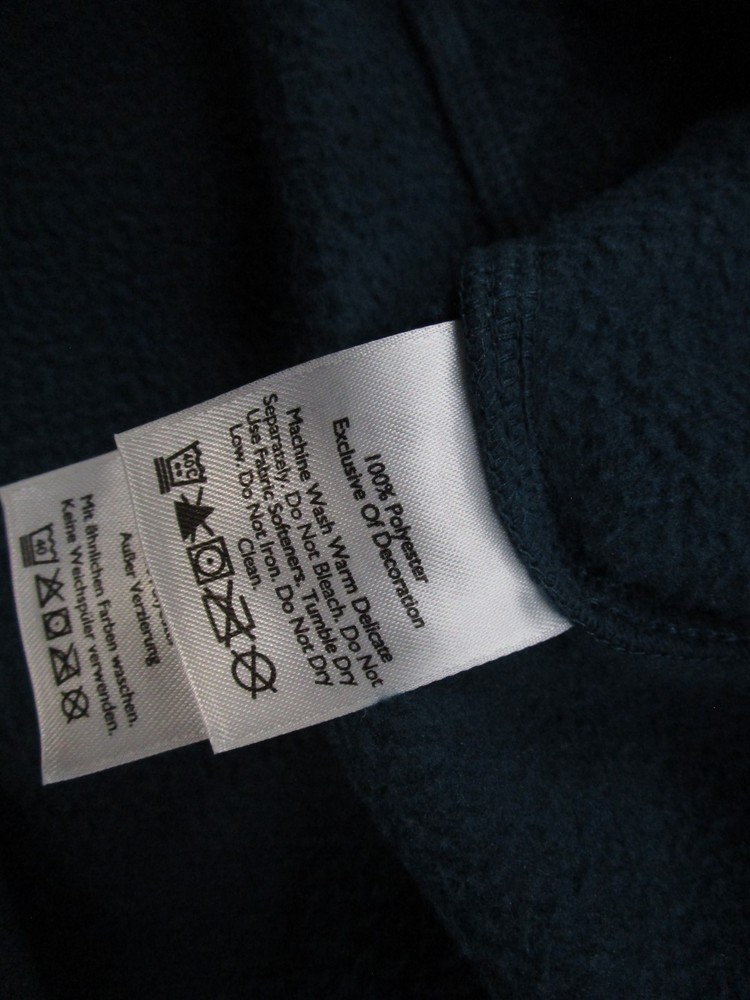 100% Polyester
Exclusive Of Decoration
Machine Wash Warm Delicate
Separately. Do Not Bleach. Do Not
Use Fabric Softeners. Tumble Dry
Low. Do Not Iron. Do Not Dry
Clean.
40C
Außer Verzierung
Mit ähnlichen Farben waschen.
Keine Weichspüler verwenden.
40